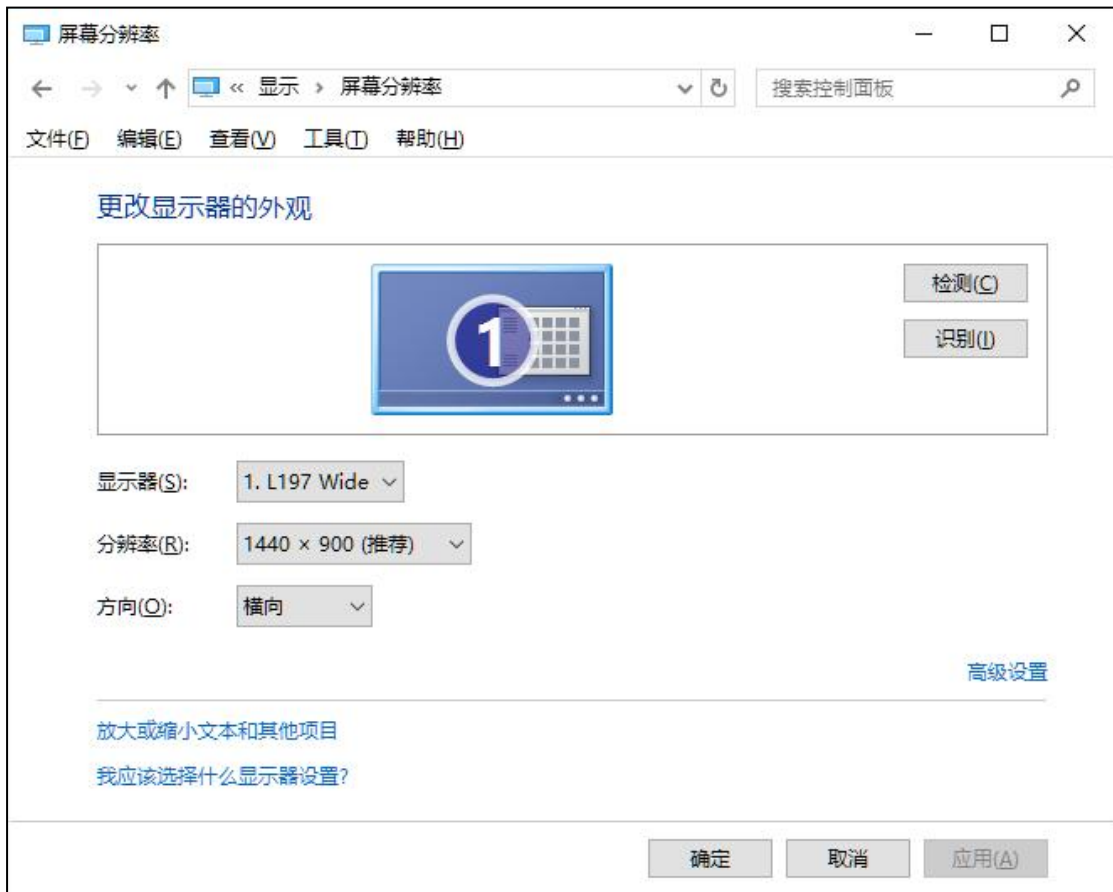 屏幕分辨率
« 显示 › 屏幕分辨率 搜索控制面板
文件(F) 编辑(E) 查看(V) 工具(T) 帮助(H)
更改显示器的外观
1
检测(C)
识别(I)
显示器(S): 1. L197 Wide
分辨率(R): 1440 × 900 (推荐)
方向(O): 横向
高级设置
放大或缩小文本和其他项目
我应该选择什么显示器设置?
确定 取消 应用(A)